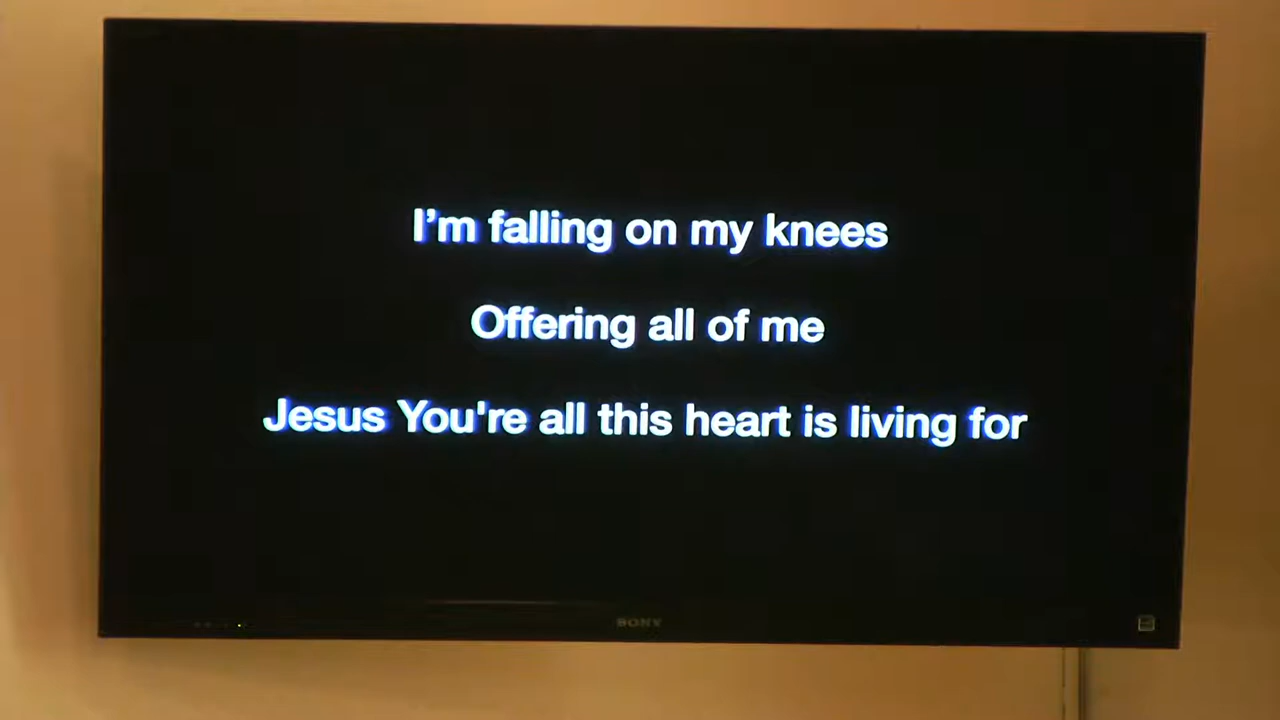 I’m falling on my knees
Offering all of me
Jesus You're all this heart is living for
SONY